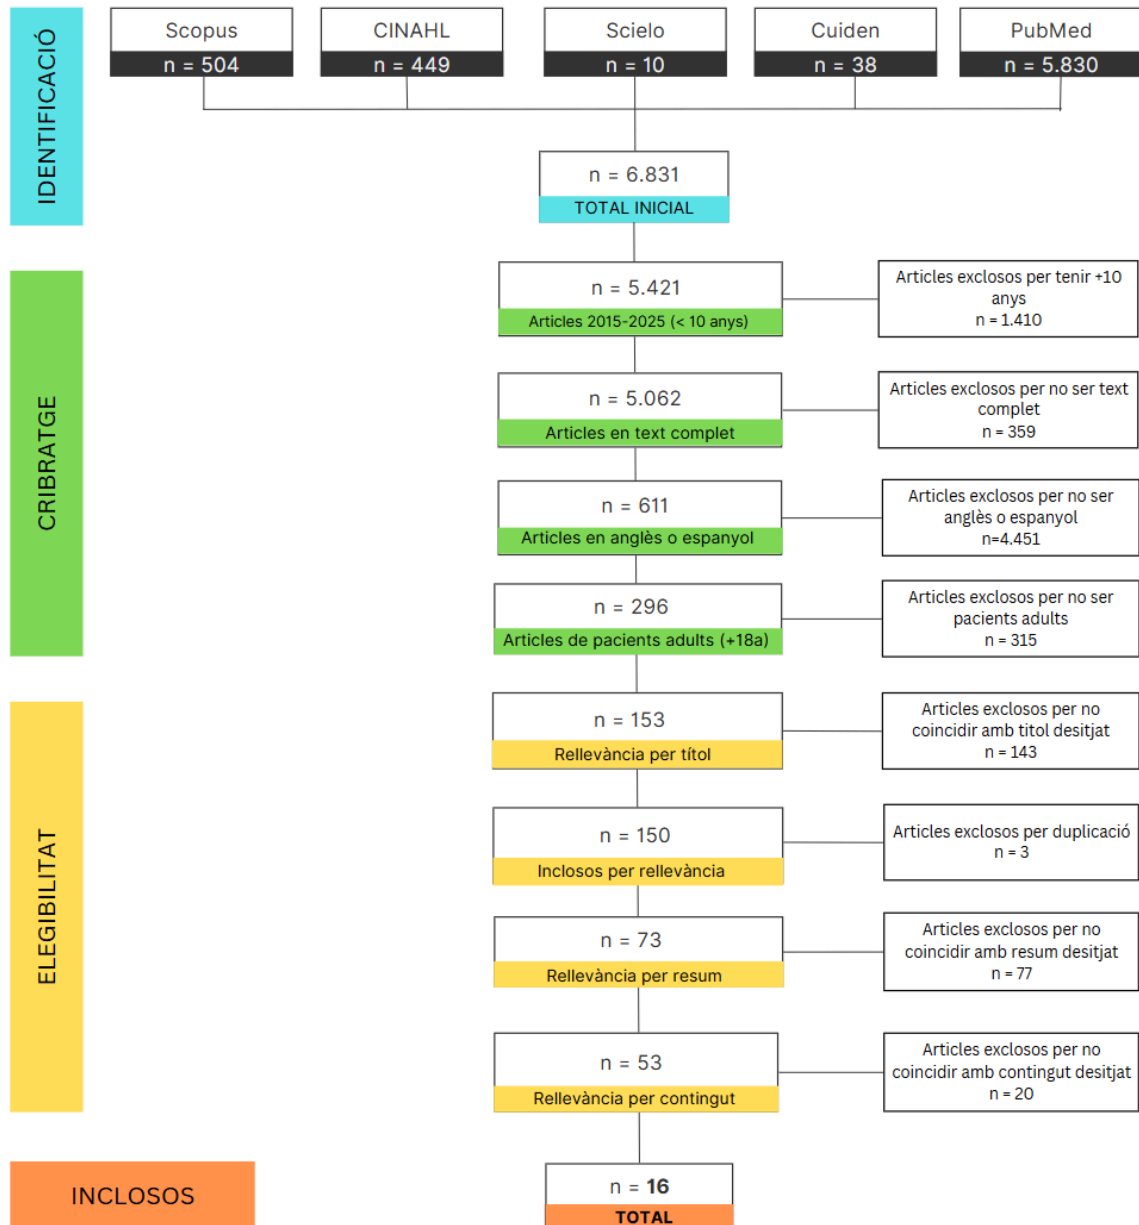 IDENTIFICACIÓ
Scopus
n = 504
CINAHL
n = 449
Scielo
n = 10
Cuiden
n = 38
PubMed
n = 5.830
n = 6.831
TOTAL INICIAL
CRIBRATGE
n = 5.421
Articles 2015-2025 (< 10 anys)
Articles exclosos per tenir +10
anys
n = 1.410
n = 5.062
Articles en text complet
Articles exclosos per no ser text
complet
n = 359
n = 611
Articles en anglès o espanyol
Articles exclosos per no ser
anglès o espanyol
n=4.451
n = 296
Articles de pacients adults (+18a)
Articles exclosos per no ser
pacients adults
n = 315
ELEGIBILITAT
n = 153
Rellevància per títol
Articles exclosos per no
coincidir amb titol desitjat
n = 143
n = 150
Inclosos per rellevància
Articles exclosos per duplicació
n = 3
n = 73
Rellevància per resum
Articles exclosos per no
coincidir amb resum desitjat
n = 77
n = 53
Rellevància per contingut
Articles exclosos per no
coincidir amb contingut desitjat
n = 20
INCLOSOS
n = 16
TOTAL